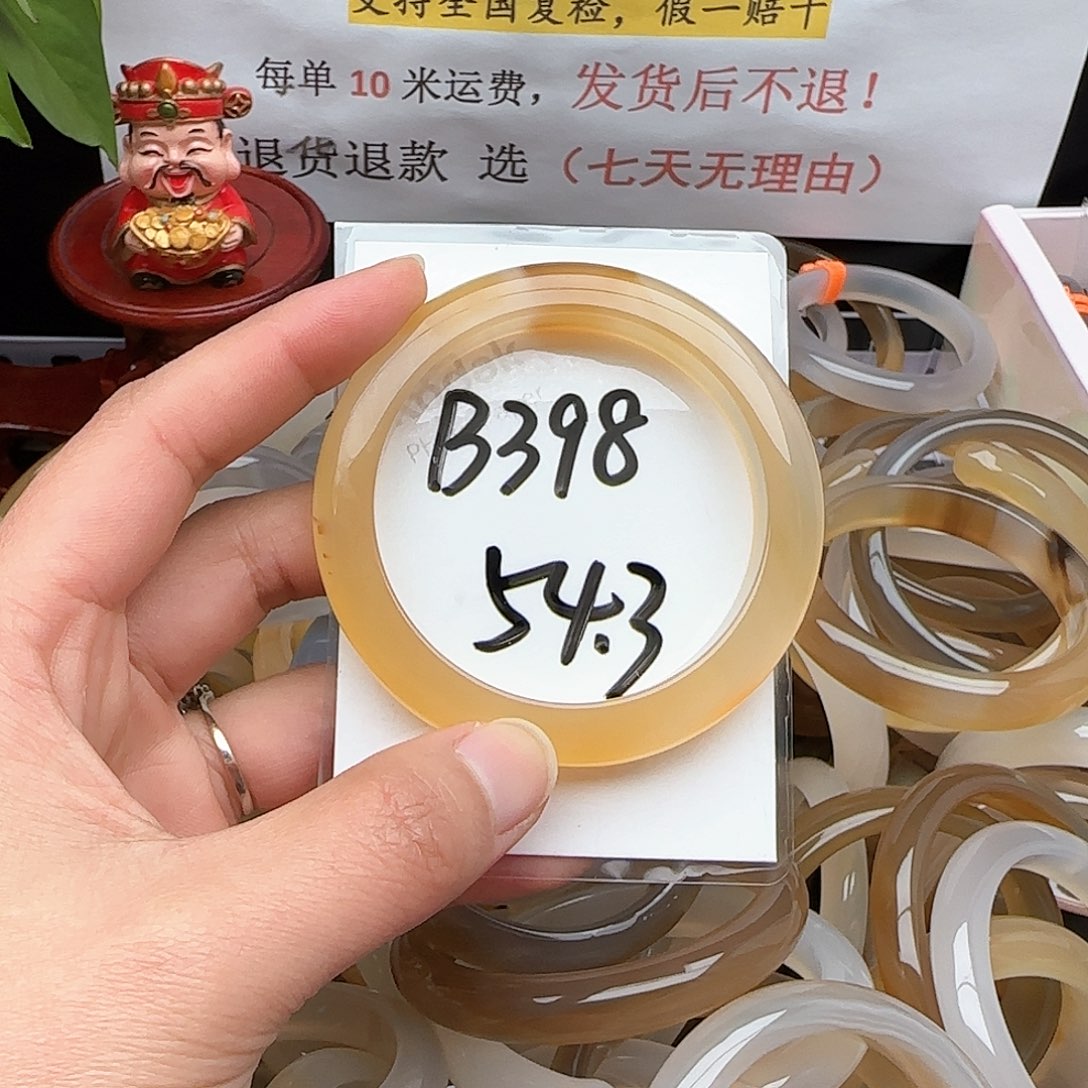 支持全国复检，假一赔十
每单 10 米运费，发货后不退！
退货退款 选 （七天无理由）
B398
54.3